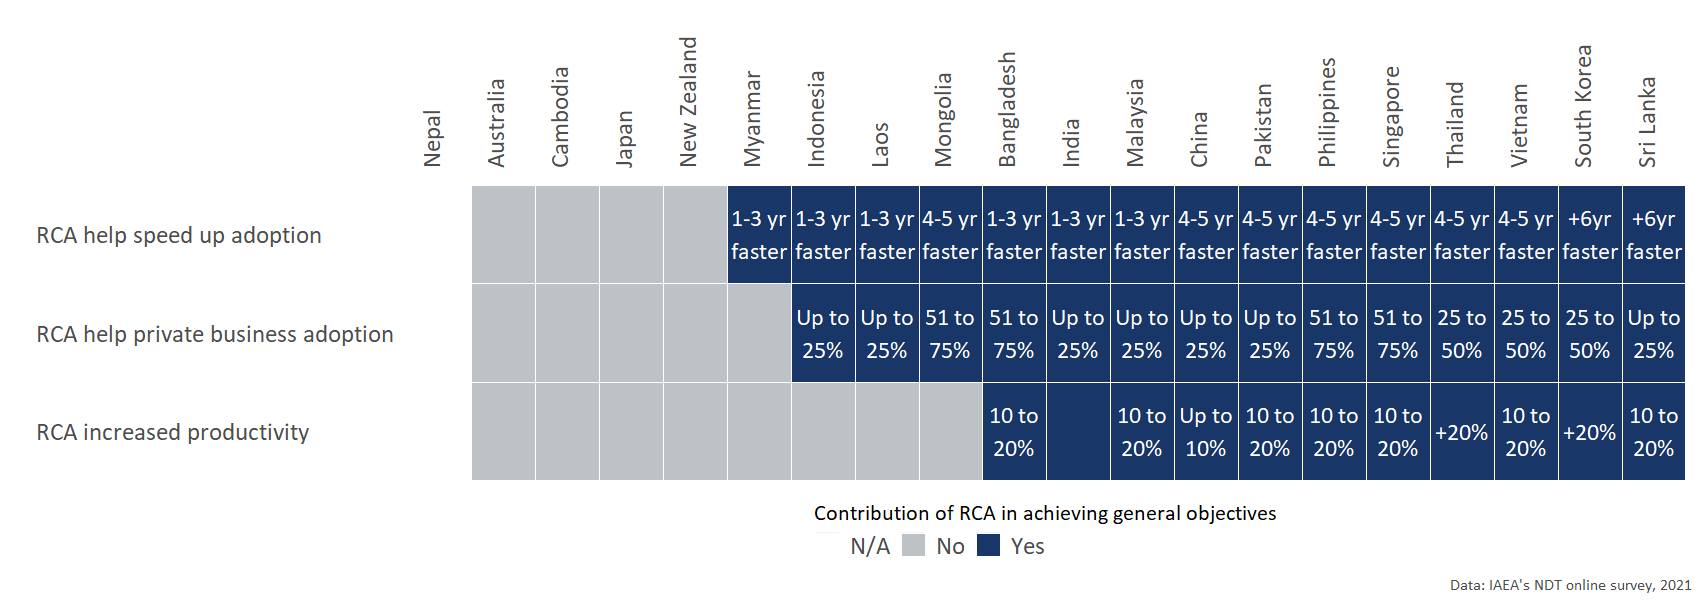 Nepal
Australia
Cambodia
Japan
New Zealand
Myanmar
Indonesia
Laos
Mongolia
Bangladesh
India
Malaysia
China
Pakistan
Philippines
Singapore
Thailand
Vietnam
South Korea
Sri Lanka
RCA help speed up adoption
1-3 yr faster
1-3 yr faster
1-3 yr faster
4-5 yr faster
1-3 yr faster
1-3 yr faster
1-3 yr faster
4-5 yr faster
4-5 yr faster
4-5 yr faster
4-5 yr faster
4-5 yr faster
4-5 yr faster
+6yr faster
+6yr faster
RCA help private business adoption
Up to 25%
Up to 25%
51 to 75%
51 to 75%
Up to 25%
Up to 25%
Up to 25%
Up to 25%
51 to 75%
51 to 75%
25 to 50%
25 to 50%
25 to 50%
Up to 25%
RCA increased productivity
10 to 20%
10 to 20%
Up to 10%
10 to 20%
10 to 20%
10 to 20%
+20%
10 to 20%
+20%
10 to 20%
Contribution of RCA in achieving general objectives
N/A No Yes
Data: IAEA's NDT online survey, 2021